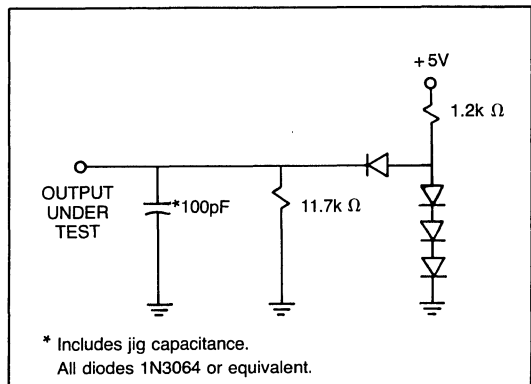 +5V
1.2k Ω
OUTPUT
UNDER
TEST
*100pF
11.7k Ω
* Includes jig capacitance.
All diodes 1N3064 or equivalent.